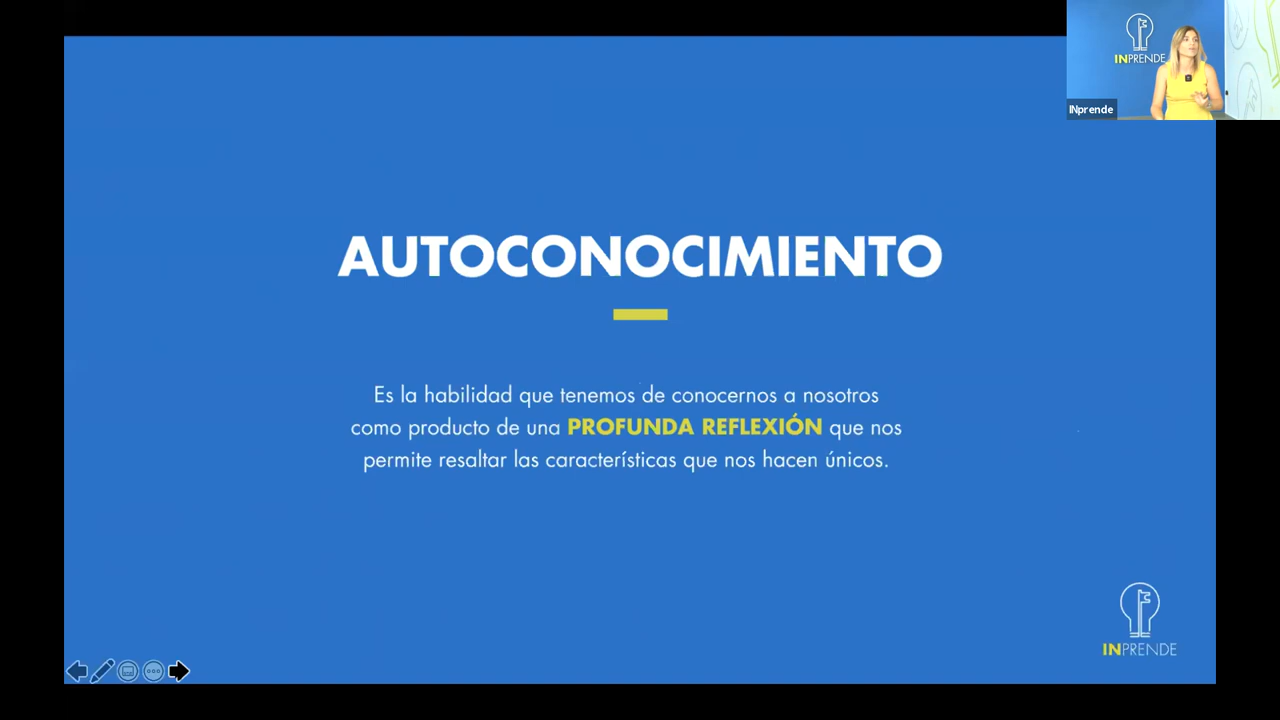 INPRENDE
INprende
AUTOCONOCIMIENTO
Es la habilidad que tenemos de conocernos a nosotros
como producto de una PROFUNDA REFLEXIÓN que nos
permite resaltar las características que nos hacen únicos.
INPRENDE